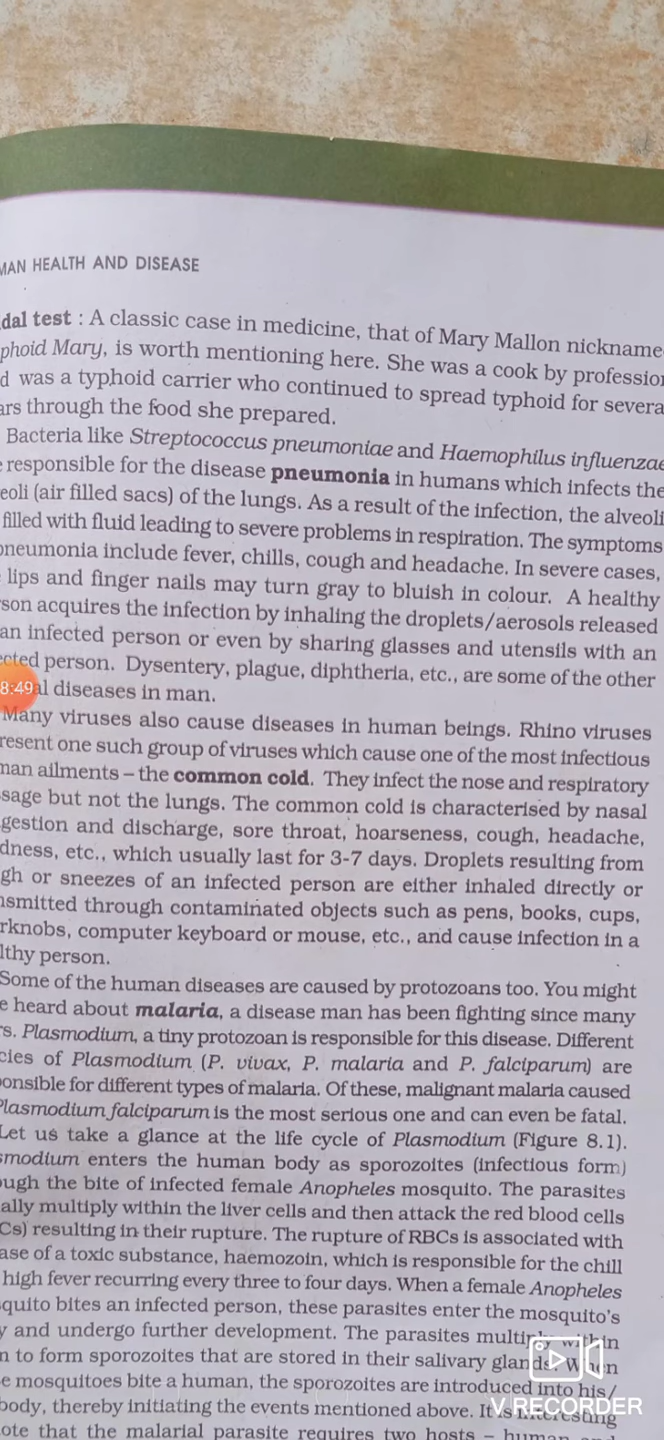 MAN HEALTH AND DISEASE
dal test : A classic case in medicine, that of Mary Mallon nickname
phoid Mary, is worth mentioning here. She was a cook by profession
d was a typhoid carrier who continued to spread typhoid for severa
ars through the food she prepared.
Bacteria like Streptococcus pneumoniae and Haemophilus influenzae
e responsible for the disease pneumonia in humans which infects the
eoli (air filled sacs) of the lungs. As a result of the infection, the alveoli
filled with fluid leading to severe problems in respiration. The symptoms
pneumonia include fever, chills, cough and headache. In severe cases,
e lips and finger nails may turn gray to bluish in colour. A healthy
rson acquires the infection by inhaling the droplets/aerosols released
an infected person or even by sharing glasses and utensils with an
ected person. Dysentery, plague, diphtheria, etc., are some of the other
8:49
al diseases in man.
Many viruses also cause diseases in human beings. Rhino viruses
resent one such group of viruses which cause one of the most infectious
man ailments – the common cold. They infect the nose and respiratory
sage but not the lungs. The common cold is characterised by nasal
gestion and discharge, sore throat, hoarseness, cough, headache,
dness, etc., which usually last for 3-7 days. Droplets resulting from
gh or sneezes of an infected person are either inhaled directly or
nsmitted through contaminated objects such as pens, books, cups,
rknobs, computer keyboard or mouse, etc., and cause infection in a
lthy person.
Some of the human diseases are caused by protozoans too. You might
e heard about malaria, a disease man has been fighting since many
rs. Plasmodium, a tiny protozoan is responsible for this disease. Different
cies of Plasmodium (P. vivax, P. malaria and P. falciparum) are
onsible for different types of malaria. Of these, malignant malaria caused
Plasmodium falciparum is the most serious one and can even be fatal.
Let us take a glance at the life cycle of Plasmodium (Figure 8.1).
smodium enters the human body as sporozoites (infectious form)
ough the bite of infected female Anopheles mosquito. The parasites
ally multiply within the liver cells and then attack the red blood cells
Cs) resulting in their rupture. The rupture of RBCs is associated with
ase of a toxic substance, haemozoin, which is responsible for the chill
high fever recurring every three to four days. When a female Anopheles
squito bites an infected person, these parasites enter the mosquito's
y and undergo further development. The parasites multiply within
n to form sporozoites that are stored in their salivary glands. When
e mosquitoes bite a human, the sporozoites are introduced into his/
body, thereby initiating the events mentioned above. It is interesting
ote that the malarial parasite requires two hosts – human and
V RECORDER